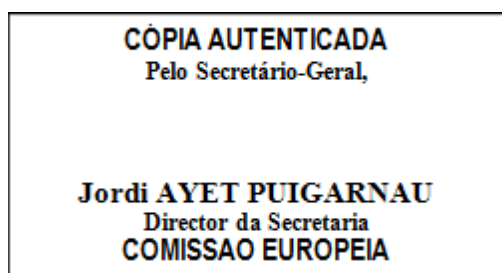 CÓPIA AUTENTICADA
Pelo Secretário-Geral,
Jordi AYET PUIGARNAU
Director da Secretaria
COMISSAO EUROPEIA